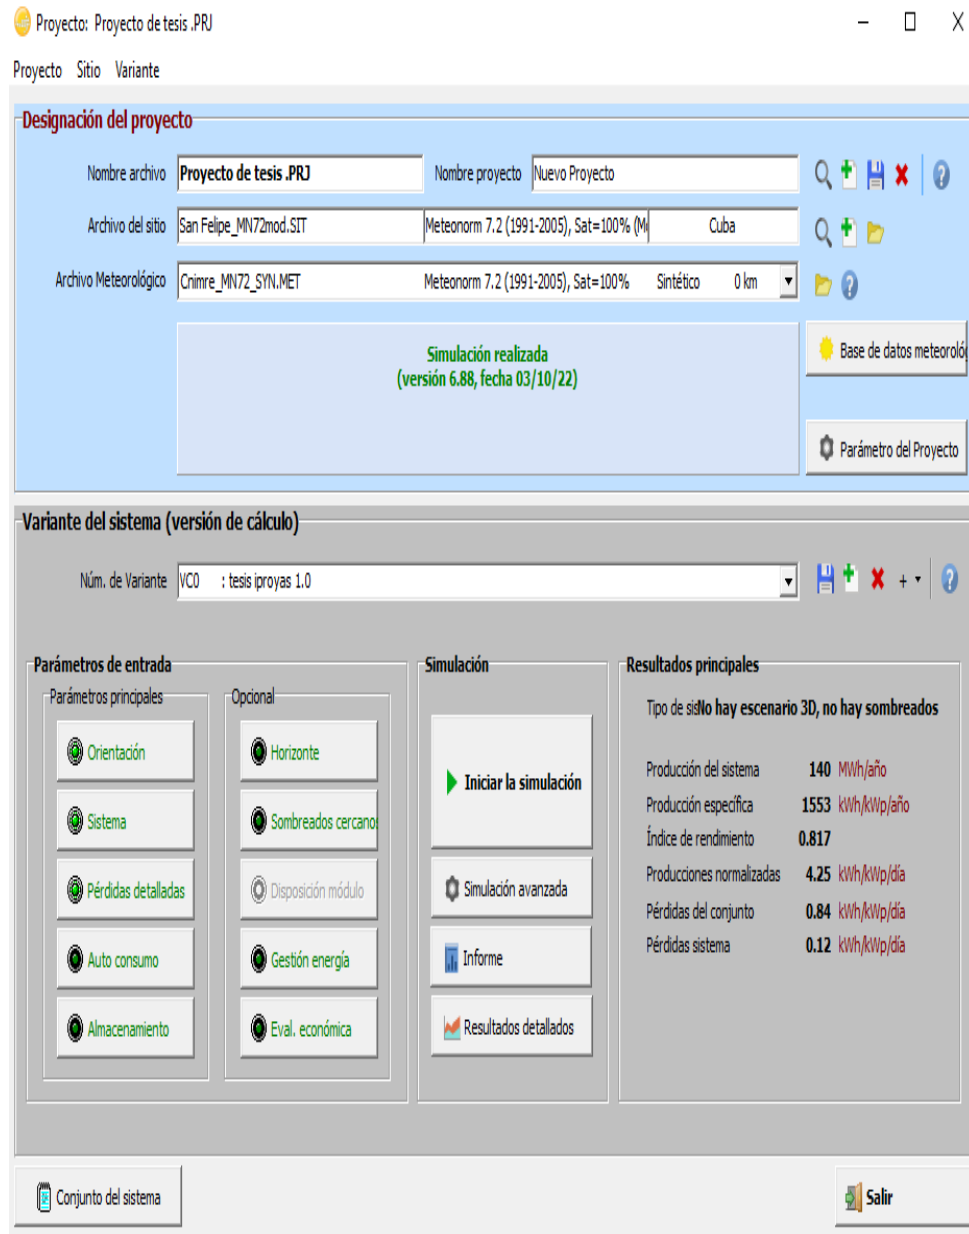 Proyecto: Proyecto de tesis .PRJ
Proyecto Sitio Variante
Designación del proyecto
Nombre archivo Proyecto de tesis .PRJ Nombre proyecto Nuevo Proyecto
Archivo del sitio San Felipe_MN72mod.SIT Meteonorm 7.2 (1991-2005), Sat=100% (Mo Cuba
Archivo Meteorológico Cnimre_MN72_SYN.MET Meteonorm 7.2 (1991-2005), Sat=100% Sintético 0 km
Simulación realizada
(versión 6.88, fecha 03/10/22)
Base de datos meteoroló
Parámetro del Proyecto
Variante del sistema (versión de cálculo)
Núm. de Variante VC0 : tesis iproyas 1.0
Parámetros de entrada
Parámetros principales
Orientación
Sistema
Pérdidas detalladas
Auto consumo
Almacenamiento
Opcional
Horizonte
Sombreados cercanos
Disposición módulo
Gestión energía
Eval. económica
Simulación
Iniciar la simulación
Simulación avanzada
Informe
Resultados detallados
Resultados principales
Tipo de sis No hay escenario 3D, no hay sombreados
Producción del sistema 140 MWh/año
Producción específica 1553 kWh/kWp/año
Índice de rendimiento 0.817
Producciones normalizadas 4.25 kWh/kWp/día
Pérdidas del conjunto 0.84 kWh/kWp/día
Pérdidas sistema 0.12 kWh/kWp/día
Conjunto del sistema
Salir